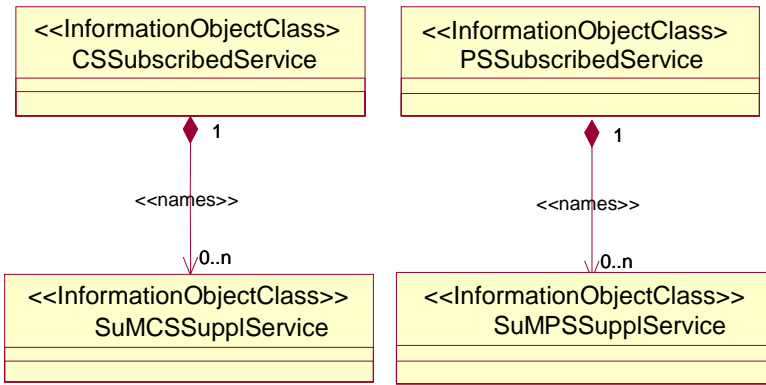 <<InformationObjectClass>
CSSubscribedService
1
<<names>>
0..n
<<InformationObjectClass>>
SuMCSSupplService
<<InformationObjectClass>
PSSubscribedService
1
<<names>>
0..n
<<InformationObjectClass>>
SuMPSSupplService